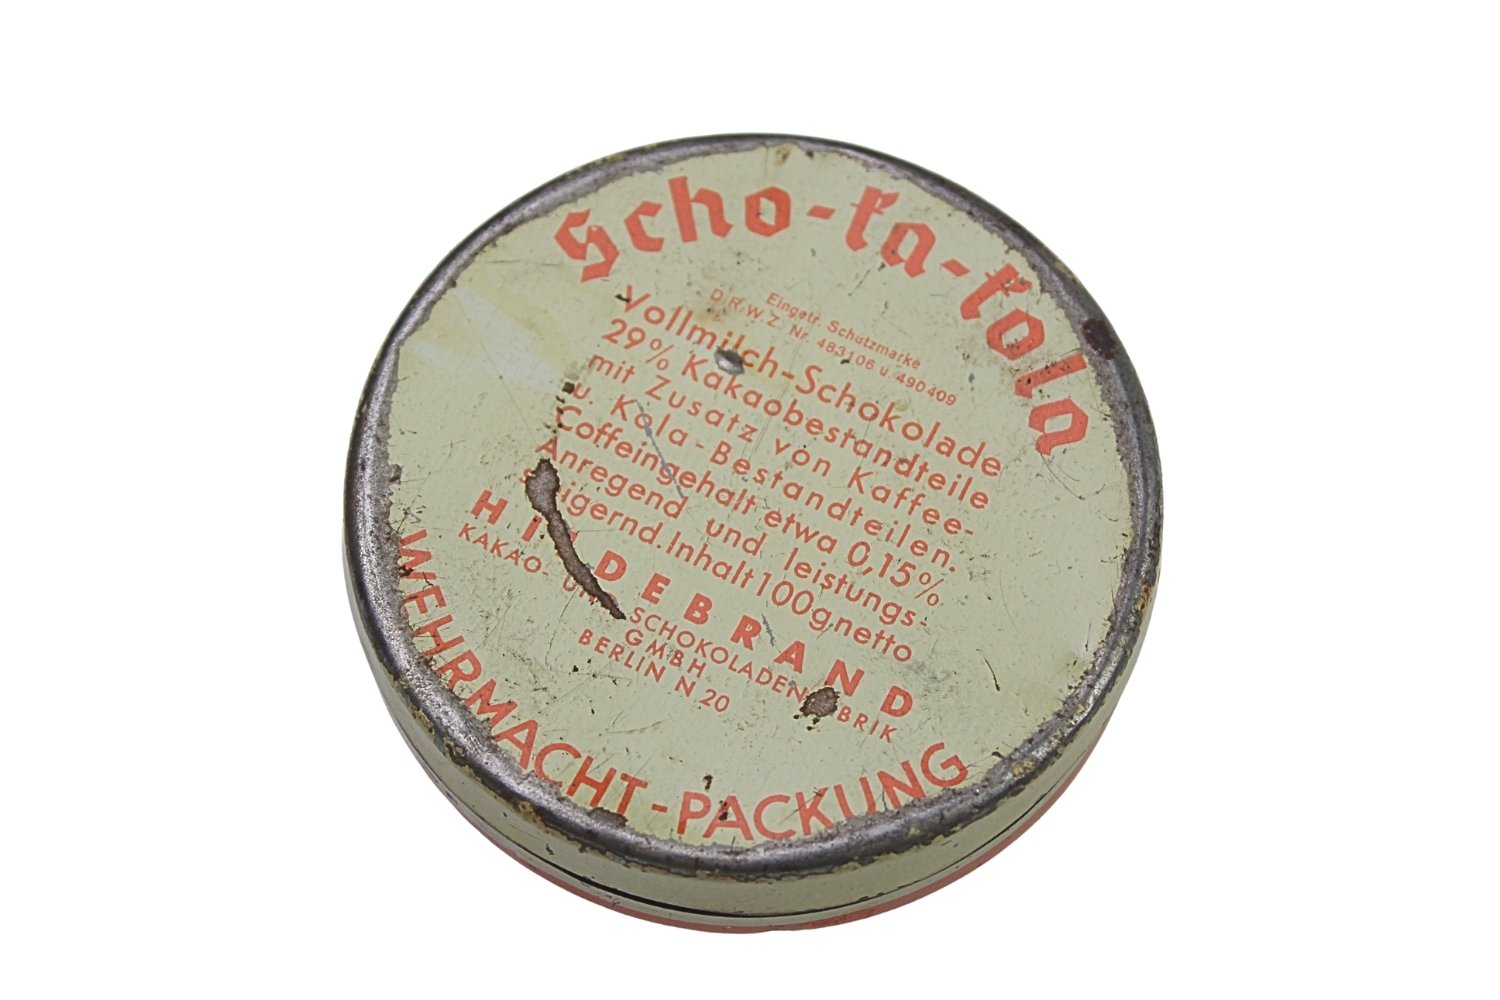 Scho-ka-kola
Eingetr. Schutzmarke
D.R.W.Z. Nr. 483106 u. 490409
Vollmilch-Schokolade
29% Kakaobestandteile
mit Zusatz von Kaffee-
u. Kola-Bestandteilen.
Coffeingehalt etwa 0,15%
Anregend und leistungs-
steigernd. Inhalt 100g netto
HILDEBRAND
KAKAO- UND SCHOKOLADENFABRIK
GMBH
BERLIN N 20
WEHRMACHT-PACKUNG